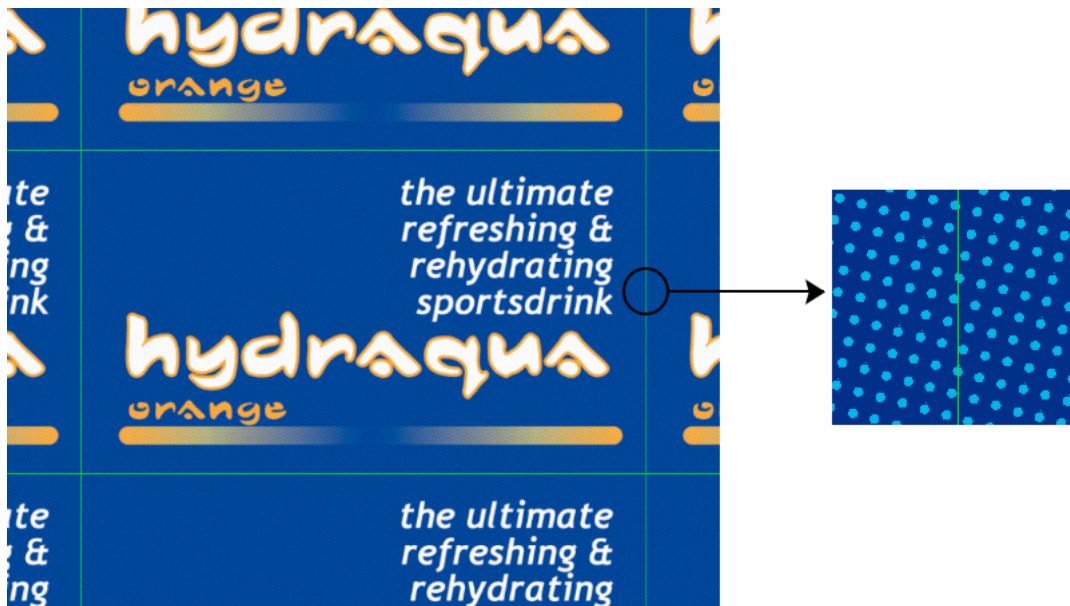 hydraqua
orange
the ultimate
refreshing &
rehydrating
sportsdrink
hydraqua
orange
the ultimate
refreshing &
rehydrating